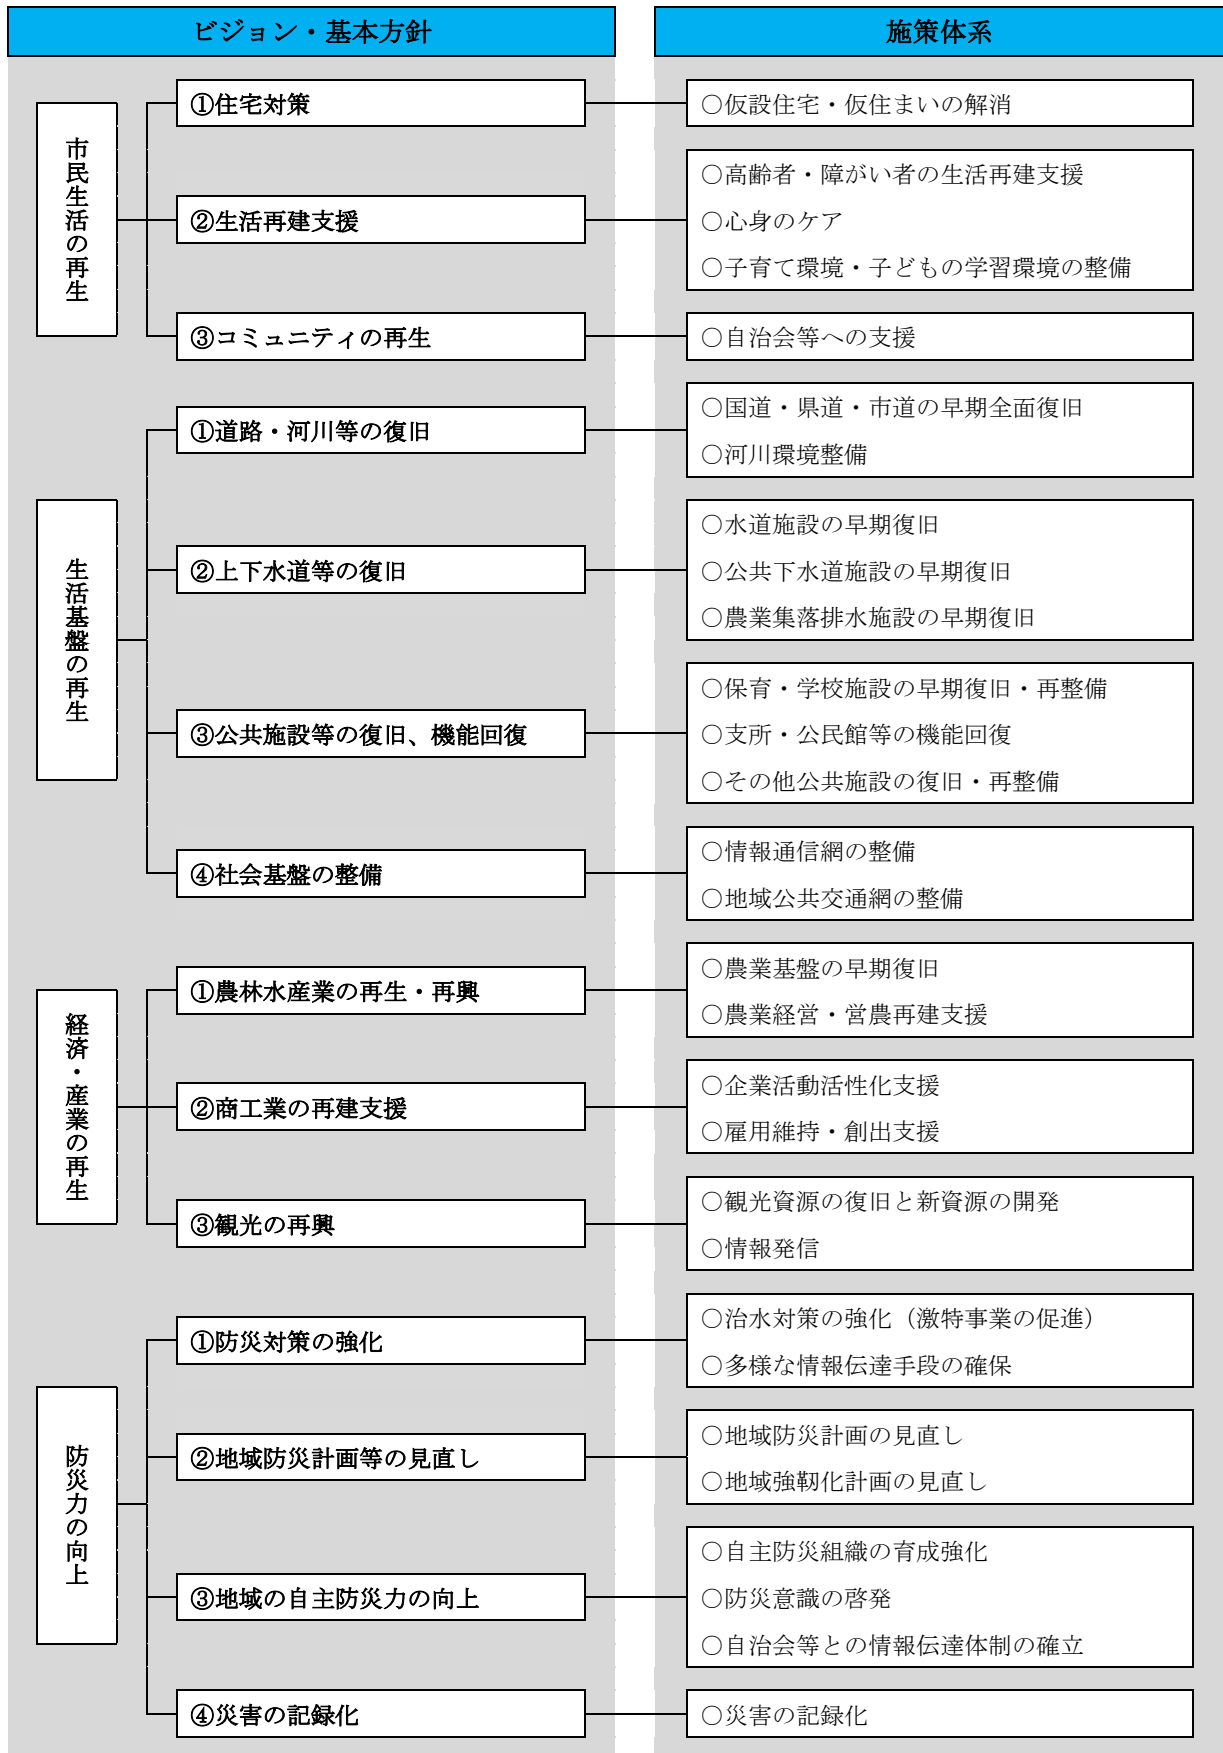 ビジョン・基本方針
施策体系
市民生活の再生
①住宅対策
○仮設住宅・仮住まいの解消
②生活再建支援
○高齢者・障がい者の生活再建支援
○心身のケア
○子育て環境・子どもの学習環境の整備
③コミュニティの再生
○自治会等への支援
生活基盤の再生
①道路・河川等の復旧
○国道・県道・市道の早期全面復旧
○河川環境整備
②上下水道等の復旧
○水道施設の早期復旧
○公共下水道施設の早期復旧
○農業集落排水施設の早期復旧
③公共施設等の復旧、機能回復
○保育・学校施設の早期復旧・再整備
○支所・公民館等の機能回復
○その他公共施設の復旧・再整備
④社会基盤の整備
○情報通信網の整備
○地域公共交通網の整備
経済・産業の再生
①農林水産業の再生・再興
○農業基盤の早期復旧
○農業経営・営農再建支援
②商工業の再建支援
○企業活動活性化支援
○雇用維持・創出支援
③観光の再興
○観光資源の復旧と新資源の開発
○情報発信
防災力の向上
①防災対策の強化
○治水対策の強化（激特事業の促進）
○多様な情報伝達手段の確保
②地域防災計画等の見直し
○地域防災計画の見直し
○地域強靭化計画の見直し
③地域の自主防災力の向上
○自主防災組織の育成強化
○防災意識の啓発
○自治会等との情報伝達体制の確立
④災害の記録化
○災害の記録化